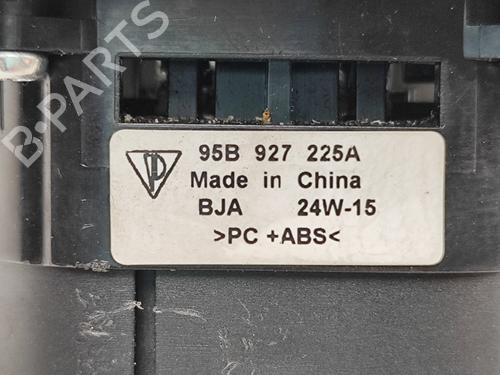 B-PARTS
95B 927 225A
Made in China
BJA 24W-15
>PC +ABS<